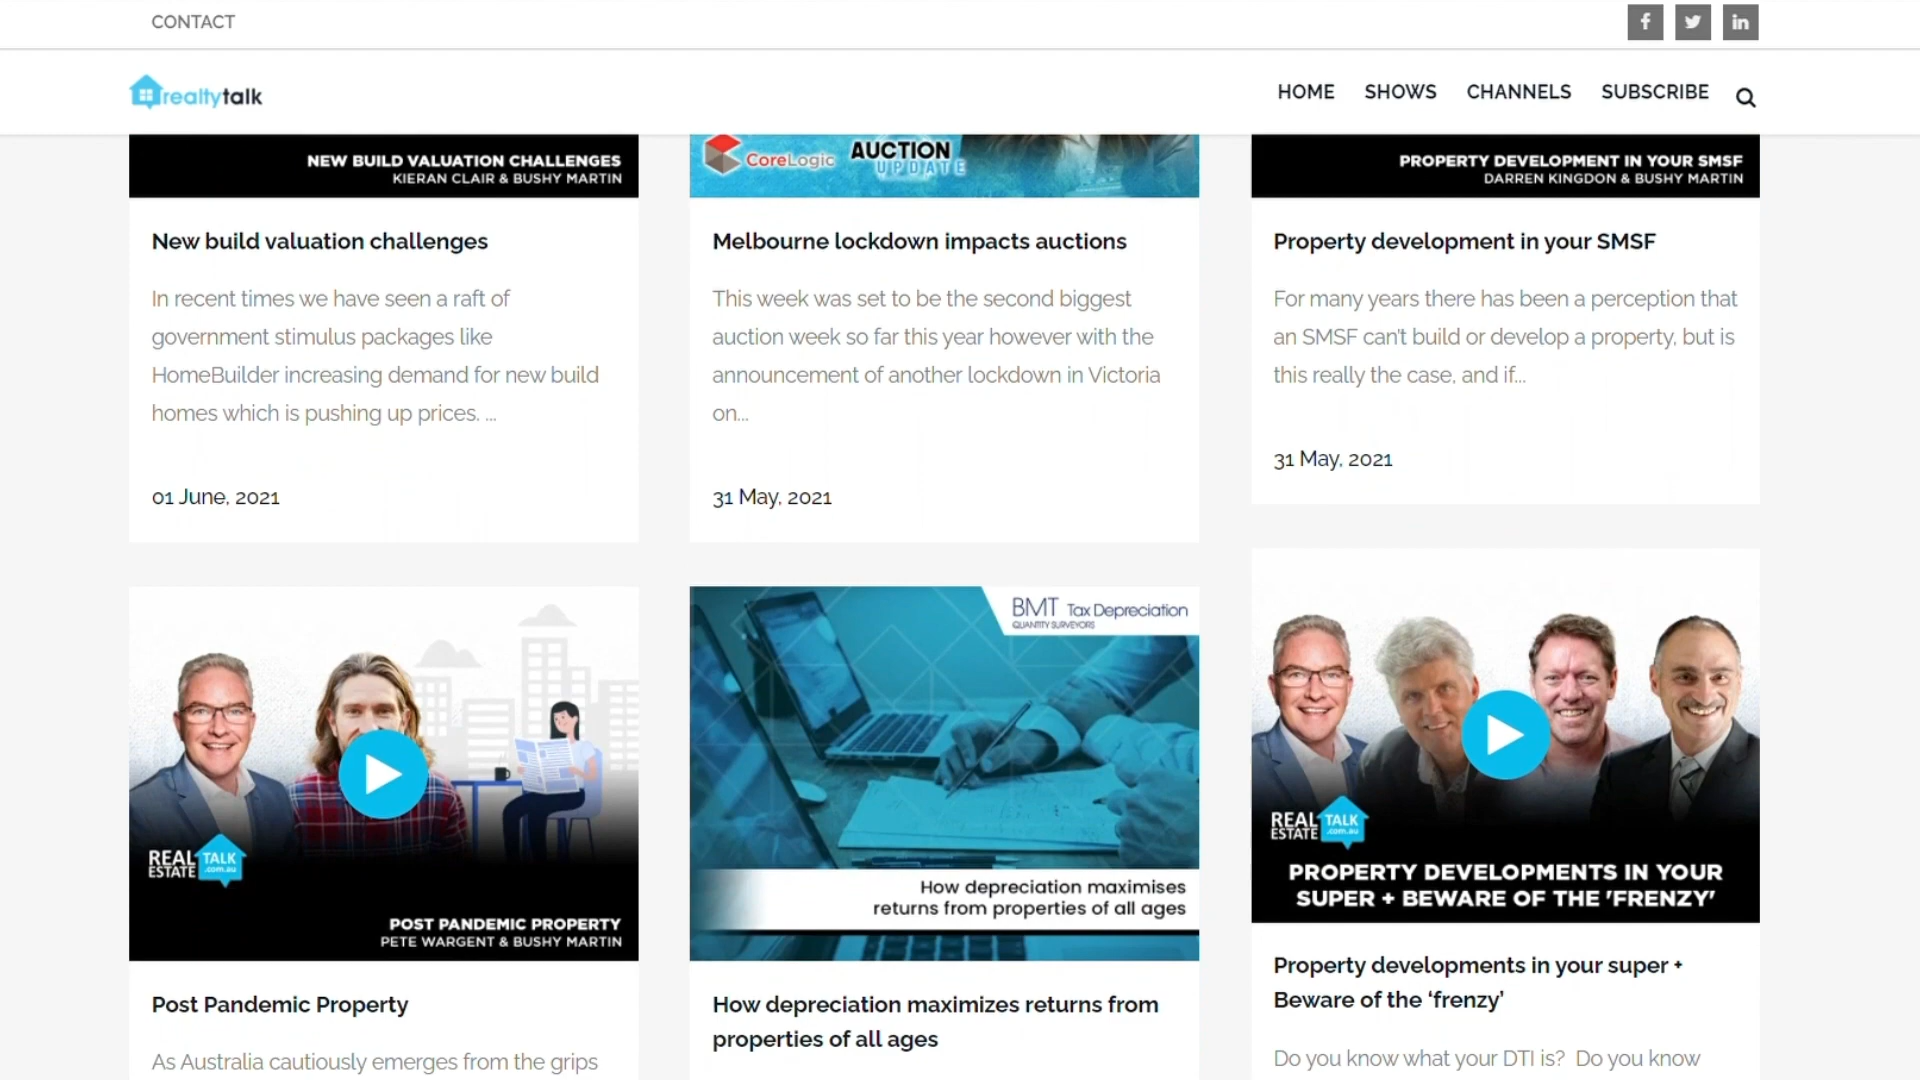 CONTACT
realtytalk
HOME SHOWS CHANNELS SUBSCRIBE
NEW BUILD VALUATION CHALLENGES
KIERAN CLAIR & BUSHY MARTIN
New build valuation challenges
In recent times we have seen a raft of
government stimulus packages like
HomeBuilder increasing demand for new build
homes which is pushing up prices. ...
01 June, 2021
CoreLogic
AUCTION
UPDATE
Melbourne lockdown impacts auctions
This week was set to be the second biggest
auction week so far this year however with the
announcement of another lockdown in Victoria
on...
31 May, 2021
PROPERTY DEVELOPMENT IN YOUR SMSF
DARREN KINGDON & BUSHY MARTIN
Property development in your SMSF
For many years there has been a perception that
an SMSF can't build or develop a property, but is
this really the case, and if...
31 May, 2021
REAL ESTATE TALK
.com.au
POST PANDEMIC PROPERTY
PETE WARGENT & BUSHY MARTIN
Post Pandemic Property
As Australia cautiously emerges from the grips
BMT Tax Depreciation
QUANTITY SURVEYORS
How depreciation maximises
returns from properties of all ages
How depreciation maximizes returns from
properties of all ages
REAL ESTATE TALK
.com.au
PROPERTY DEVELOPMENTS IN YOUR
SUPER + BEWARE OF THE 'FRENZY'
Property developments in your super +
Beware of the ‘frenzy’
Do you know what your DTI is? Do you know